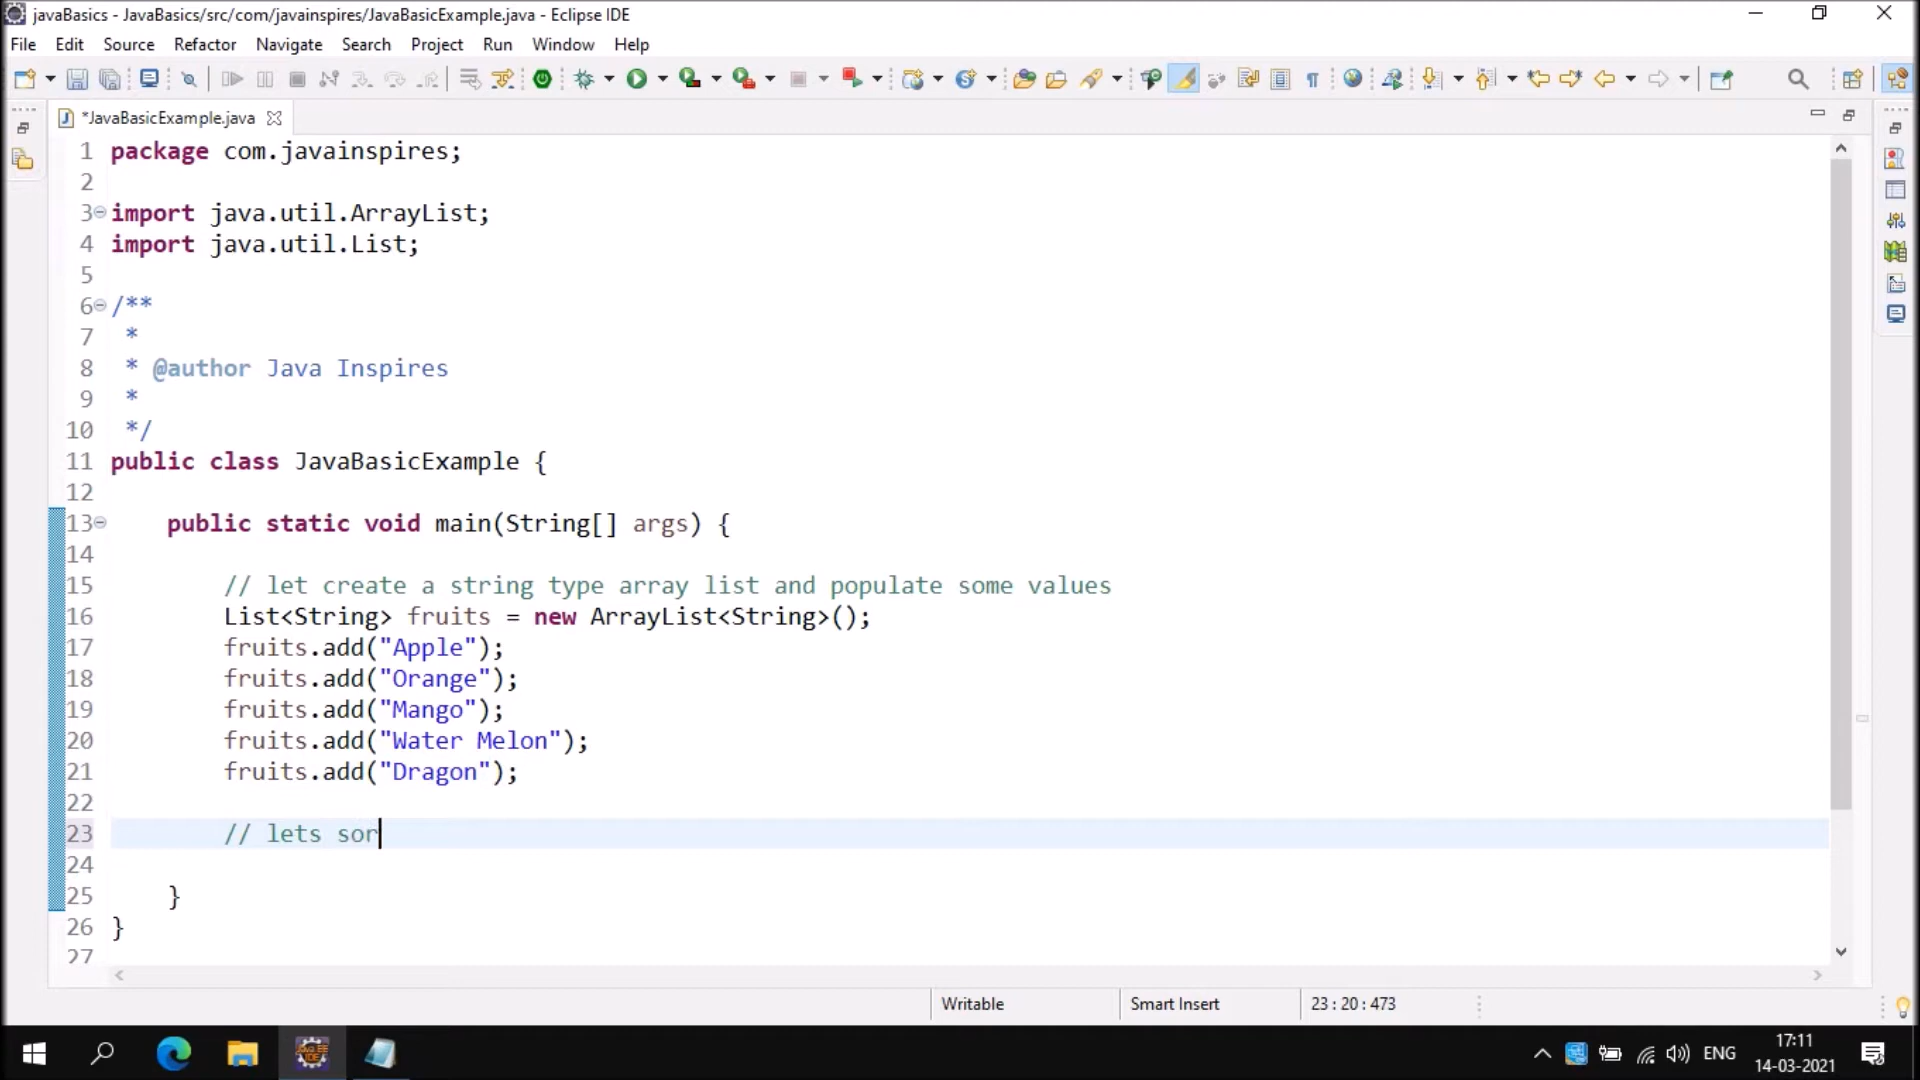 javaBasics - JavaBasics/src/com/javainspires/JavaBasicExample.java - Eclipse IDE
File Edit Source Refactor Navigate Search Project Run Window Help
*JavaBasicExample.java
1 package com.javainspires;
2
3 import java.util.ArrayList;
4 import java.util.List;
5
6 /**
7 *
8 * @author Java Inspires
9 *
10 */
11 public class JavaBasicExample {
12
13 public static void main(String[] args) {
14
15 // let create a string type array list and populate some values
16 List<String> fruits = new ArrayList<String>();
17 fruits.add("Apple");
18 fruits.add("Orange");
19 fruits.add("Mango");
20 fruits.add("Water Melon");
21 fruits.add("Dragon");
22
23 // lets sor
24
25 }
26 }
27
Writable Smart Insert 23 : 20 : 473
ENG 17:11
14-03-2021